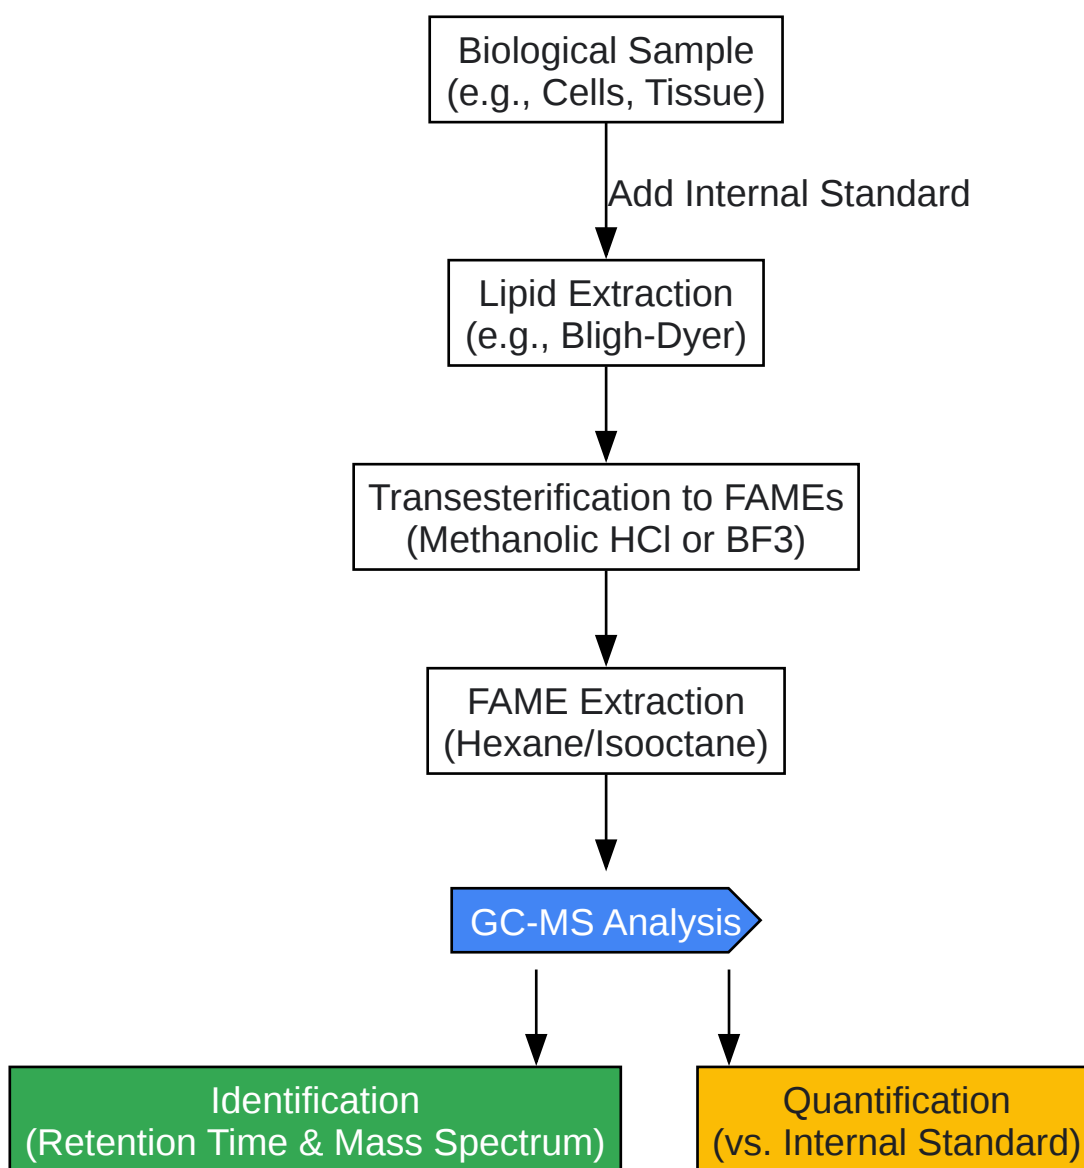 Biological Sample
(e.g., Cells, Tissue)
Add Internal Standard
Lipid Extraction
(e.g., Bligh-Dyer)
Transesterification to FAMEs
(Methanolic HCl or BF3)
FAME Extraction
(Hexane/Isooctane)
GC-MS Analysis
Identification
(Retention Time & Mass Spectrum)
Quantification
(vs. Internal Standard)